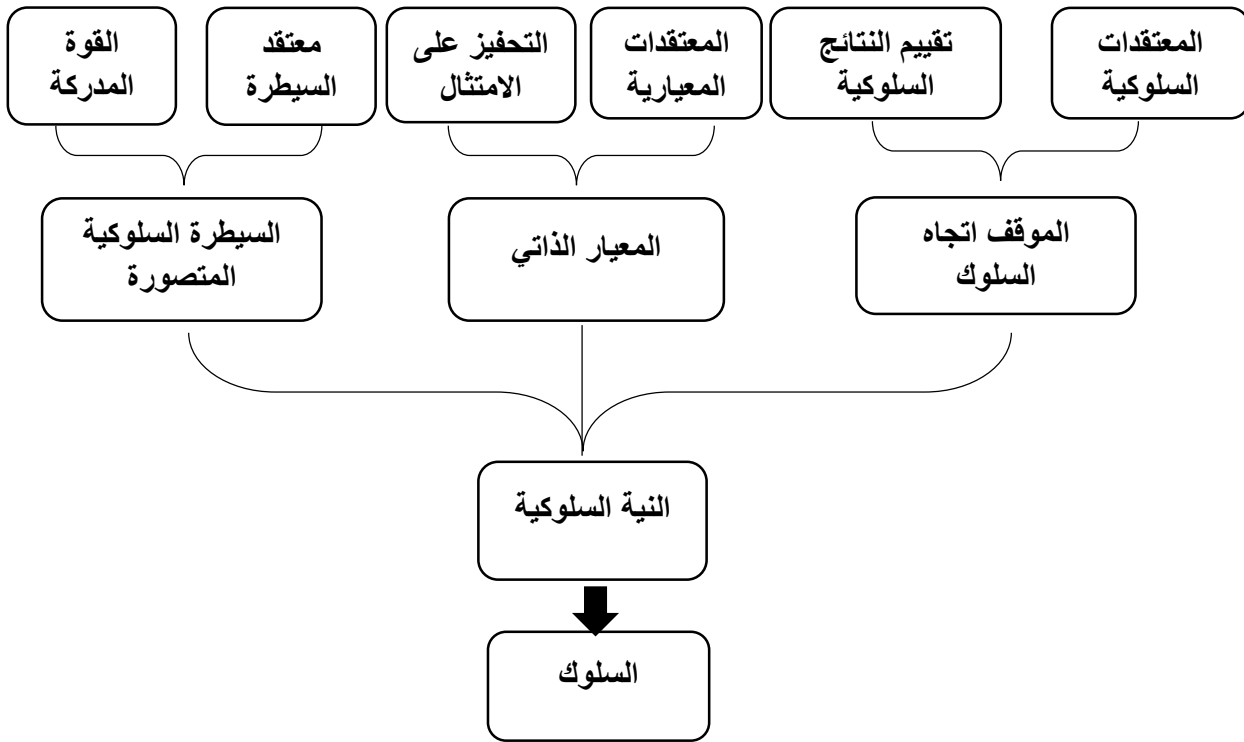 المعتقدات
السلوكية
تقييم النتائج
السلوكية
المعتقدات
المعيارية
التحفيز على
الامتثال
معتقد
السيطرة
القوة
المدركة
الموقف اتجاه
السلوك
المعيار الذاتي
السيطرة السلوكية
المتصورة
النية السلوكية
السلوك